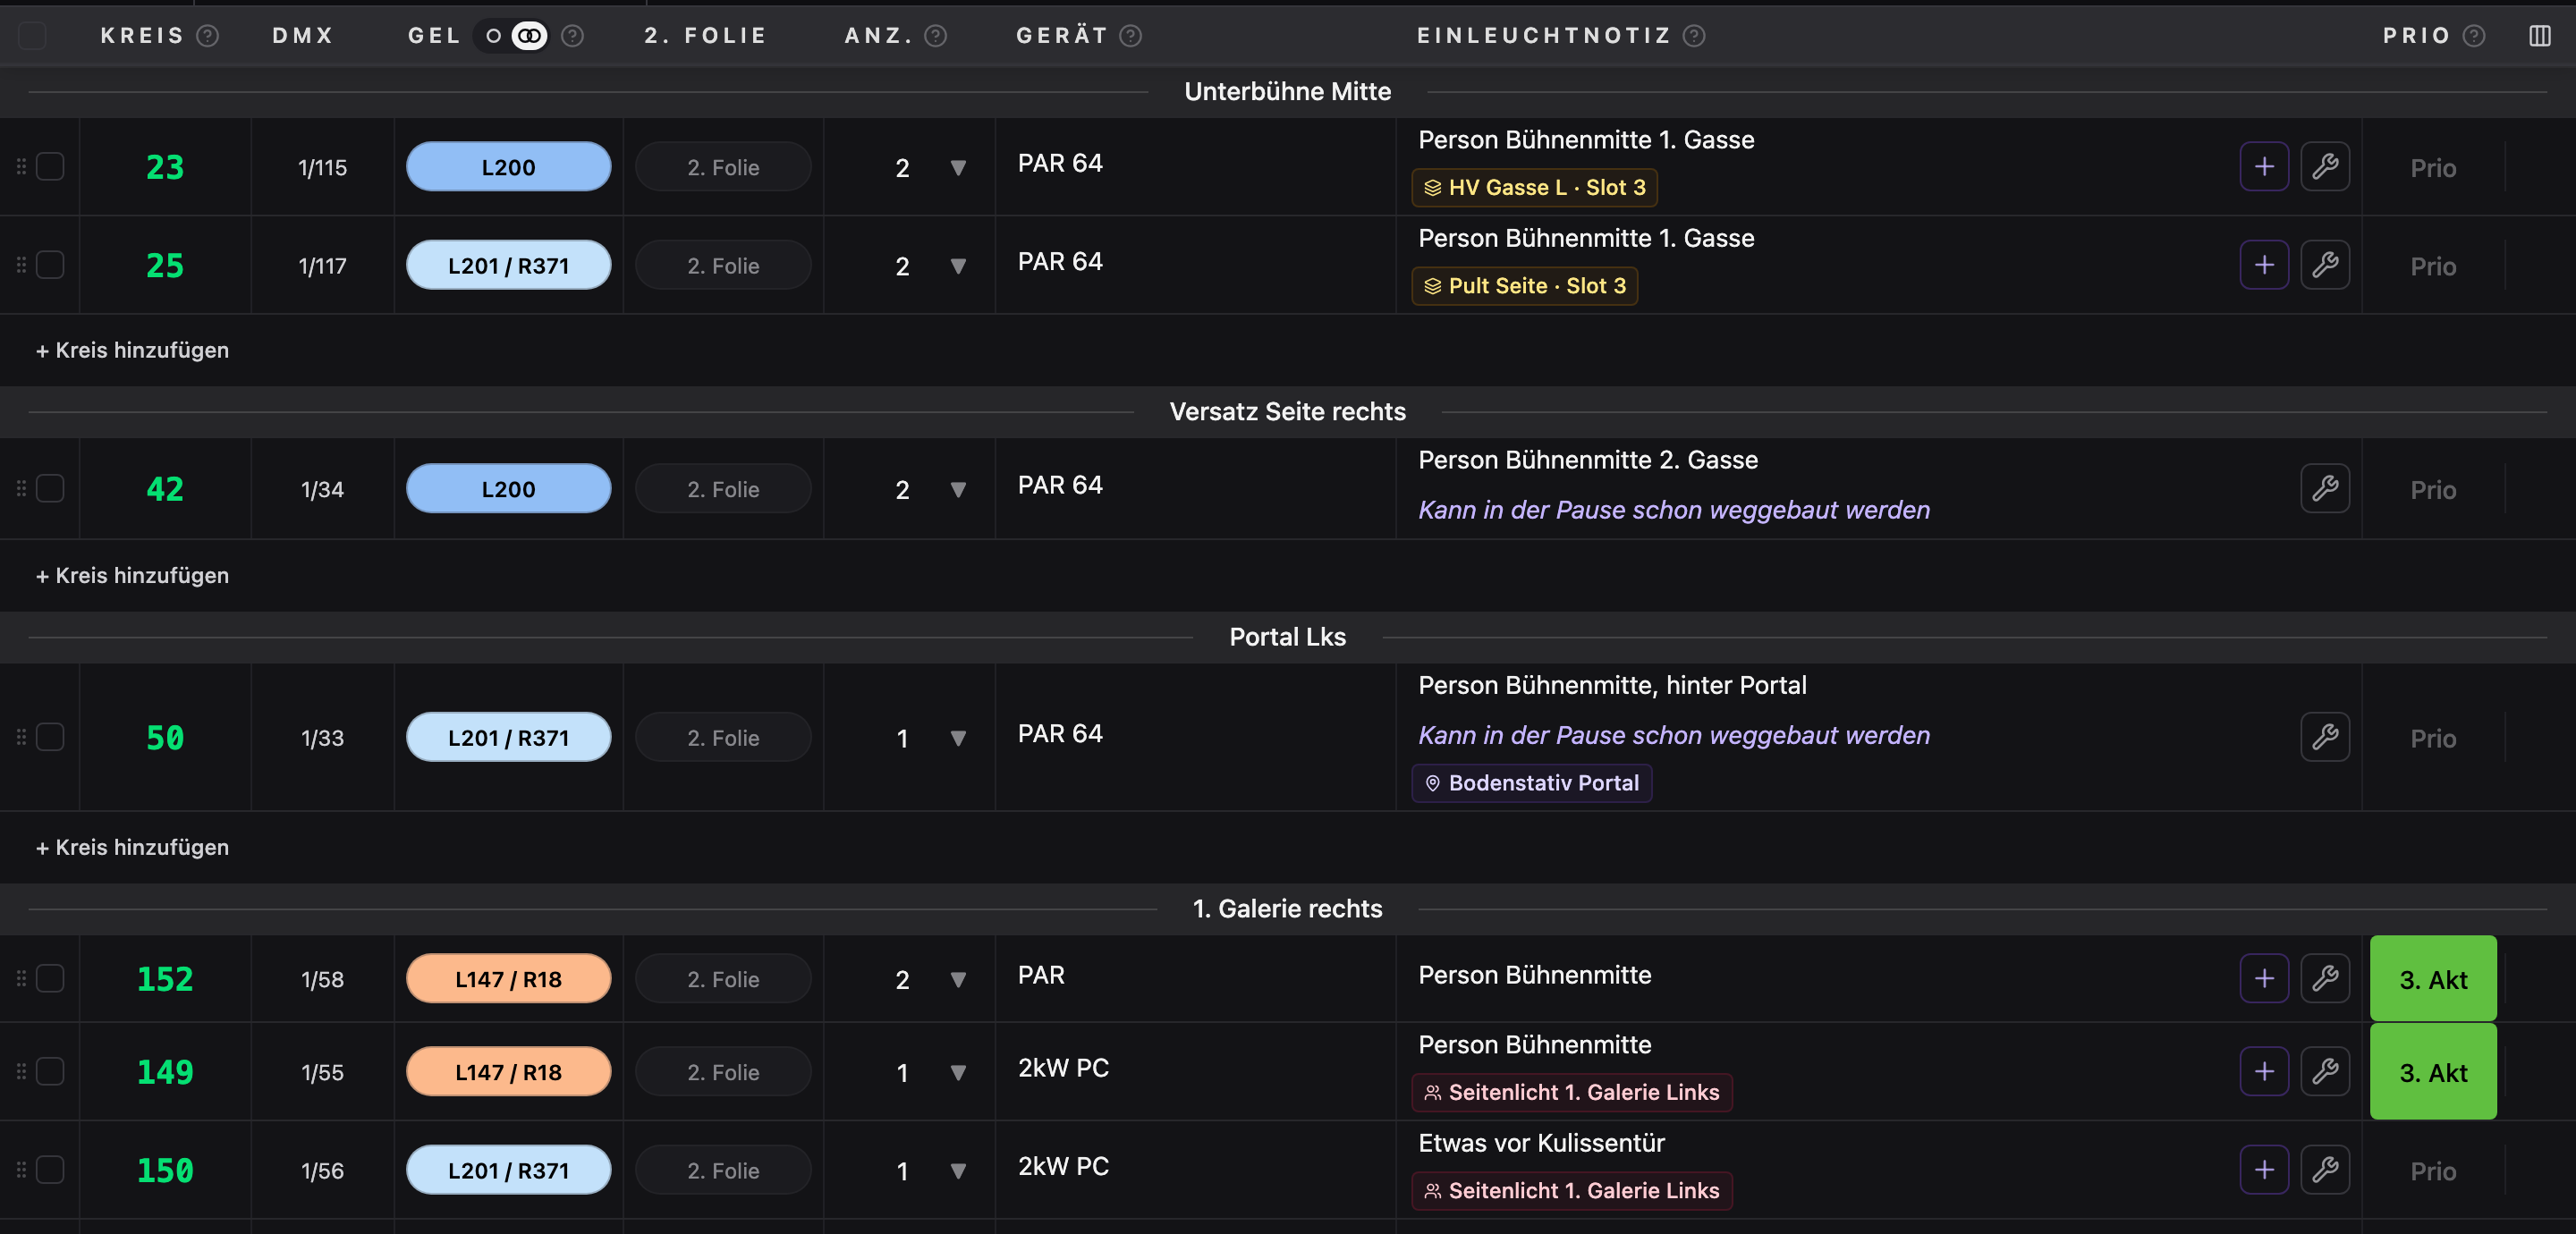 KREIS DMX GEL 2. FOLIE ANZ. GERÄT EINLEUCHTNOTIZ PRIO
Unterbühne Mitte
23 1/115 L200 2. Folie 2 PAR 64 Person Bühnenmitte 1. Gasse Prio
HV Gasse L · Slot 3
25 1/117 L201 / R371 2. Folie 2 PAR 64 Person Bühnenmitte 1. Gasse Prio
Pult Seite · Slot 3
+ Kreis hinzufügen
Versatz Seite rechts
42 1/34 L200 2. Folie 2 PAR 64 Person Bühnenmitte 2. Gasse Prio
Kann in der Pause schon weggebaut werden
+ Kreis hinzufügen
Portal Lks
50 1/33 L201 / R371 2. Folie 1 PAR 64 Person Bühnenmitte, hinter Portal Prio
Kann in der Pause schon weggebaut werden
Bodenstativ Portal
+ Kreis hinzufügen
1. Galerie rechts
152 1/58 L147 / R18 2. Folie 2 PAR Person Bühnenmitte 3. Akt
149 1/55 L147 / R18 2. Folie 1 2kW PC Person Bühnenmitte 3. Akt
Seitenlicht 1. Galerie Links
150 1/56 L201 / R371 2. Folie 1 2kW PC Etwas vor Kulissentür Prio
Seitenlicht 1. Galerie Links